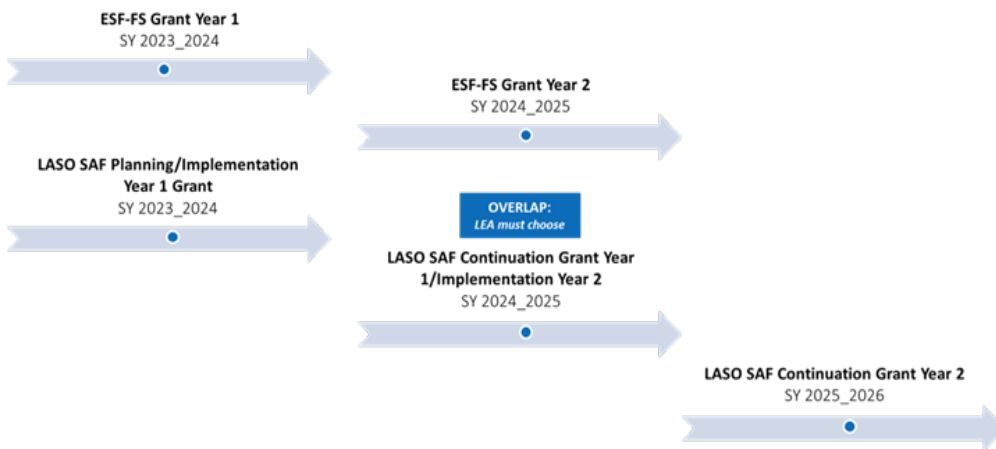 ESF-FS Grant Year 1
SY 2023_2024
ESF-FS Grant Year 2
SY 2024_2025
LASO SAF Planning/Implementation
Year 1 Grant
SY 2023_2024
OVERLAP:
LEA must choose
LASO SAF Continuation Grant Year
1/Implementation Year 2
SY 2024_2025
LASO SAF Continuation Grant Year 2
SY 2025_2026